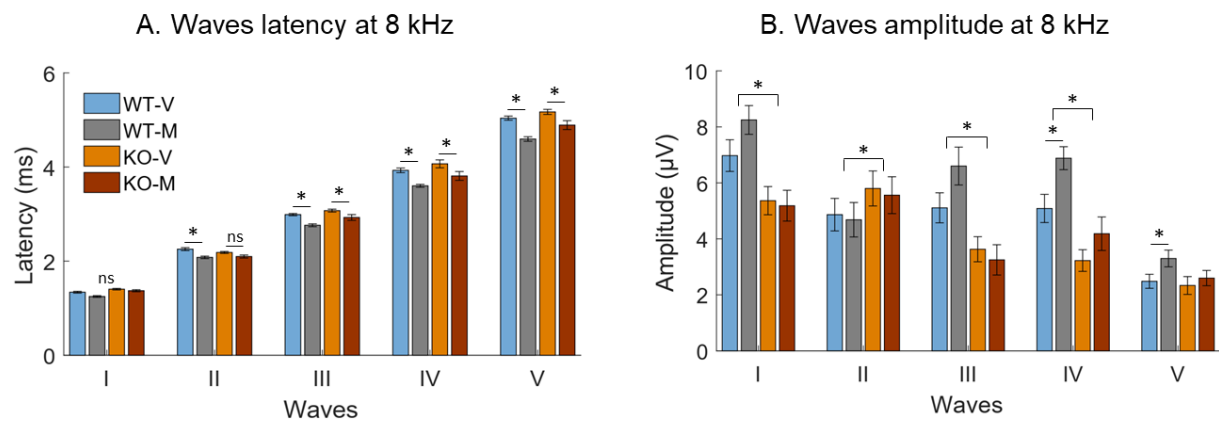 A. Waves latency at 8 kHz
6
4
2
0
Latency (ms)
WT-V
WT-M
KO-V
KO-M
ns
* ns
* *
* *
* *
I II III IV V
Waves
B. Waves amplitude at 8 kHz
10
8
6
4
2
0
Amplitude (µV)
*
*
*
*
*
*
I II III IV V
Waves